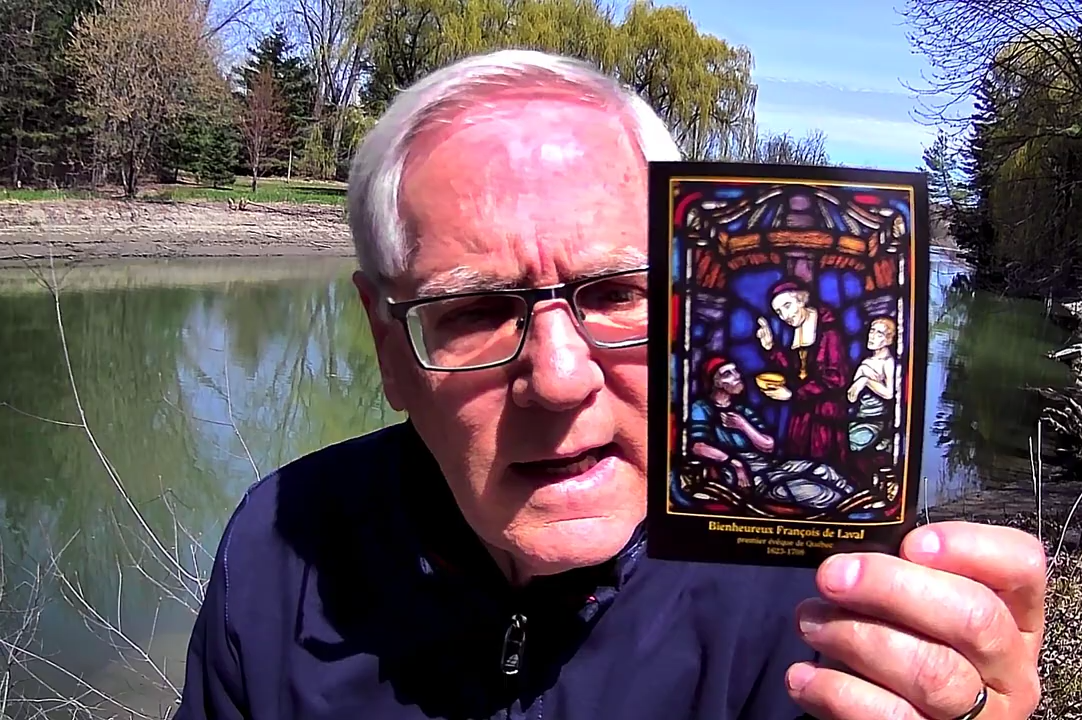 Bienheureux François de Laval
premier évêque de Québec
1623-1708